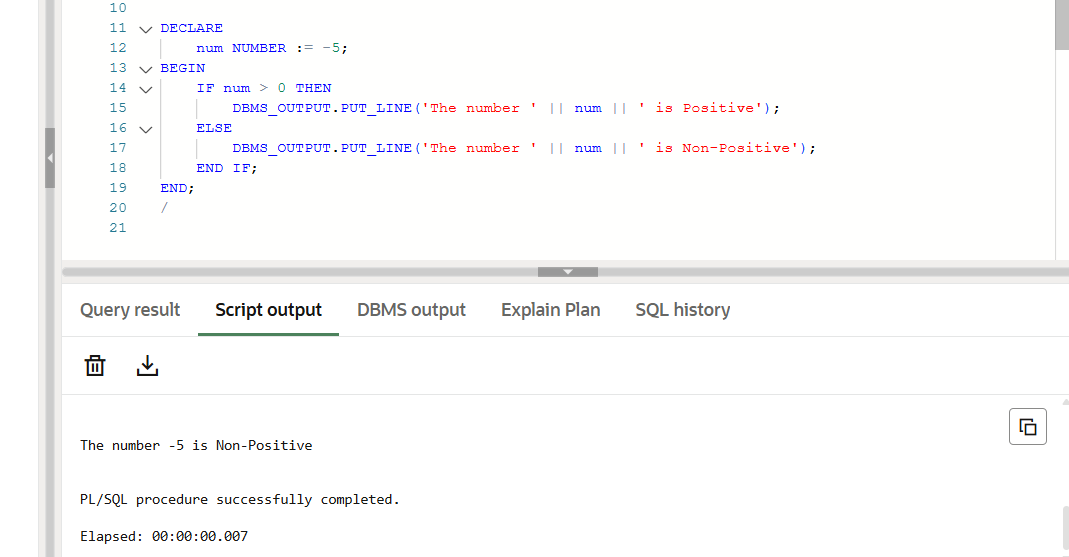 10
11 DECLARE
12 num NUMBER := -5;
13 BEGIN
14 IF num > 0 THEN
15 DBMS_OUTPUT.PUT_LINE('The number ' || num || ' is Positive');
16 ELSE
17 DBMS_OUTPUT.PUT_LINE('The number ' || num || ' is Non-Positive');
18 END IF;
19 END;
20 /
21
Query result Script output DBMS output Explain Plan SQL history
The number -5 is Non-Positive
PL/SQL procedure successfully completed.
Elapsed: 00:00:00.007